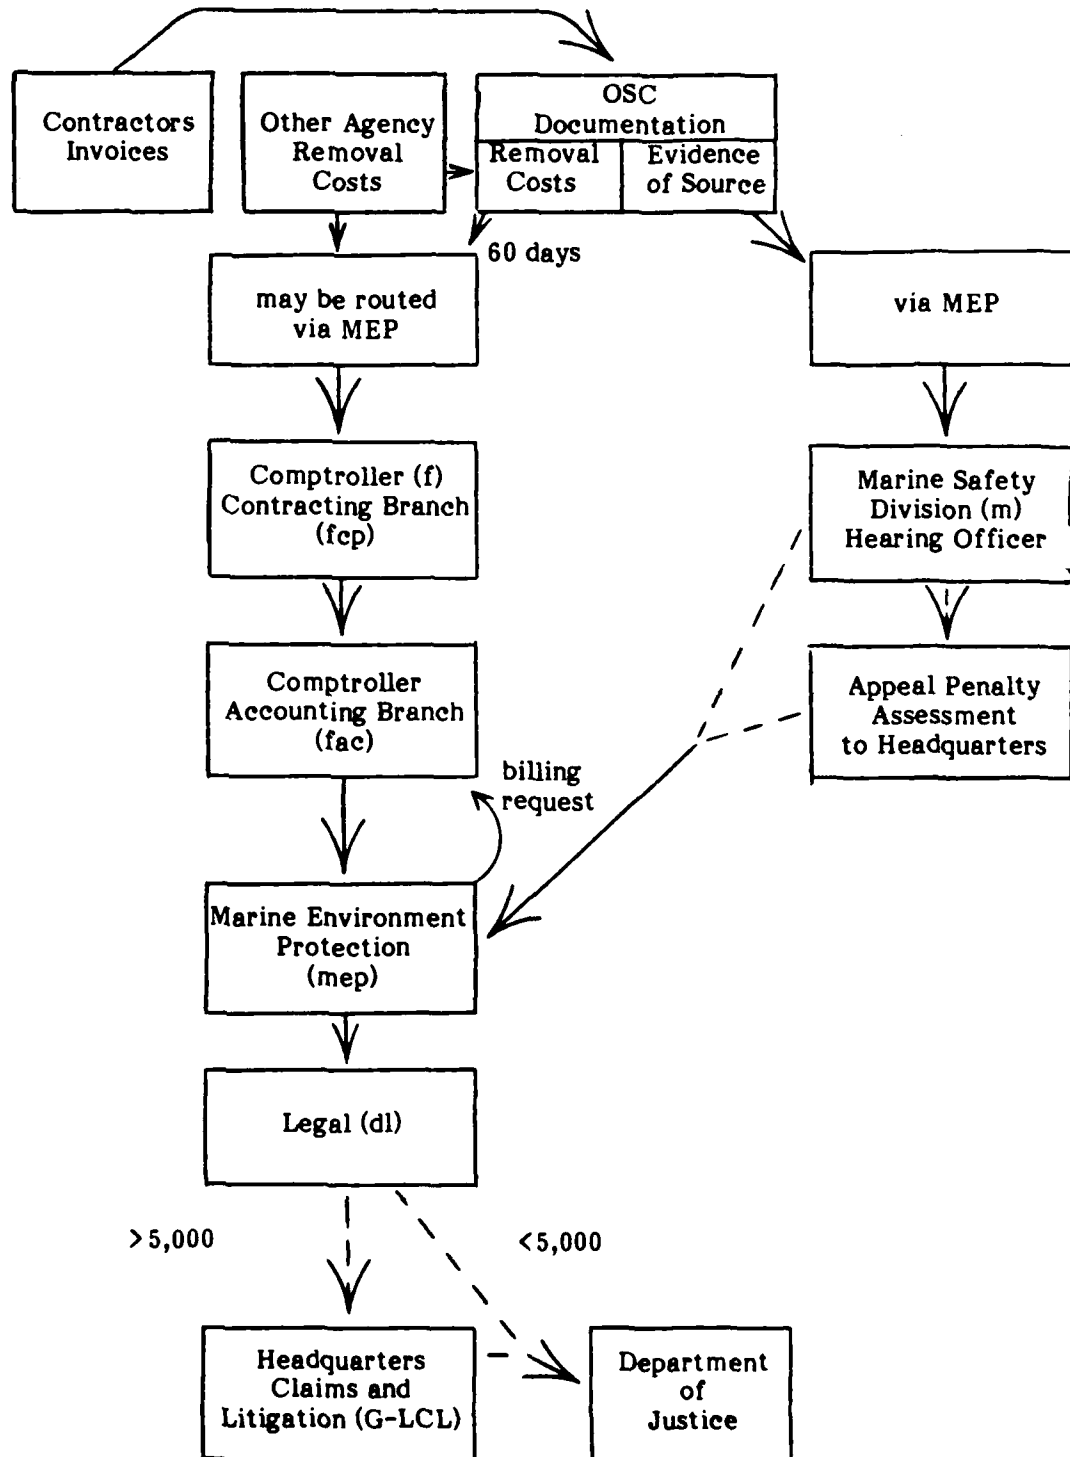 Contractors
Invoices
Other Agency
Removal
Costs
OSC
Documentation
Removal
Costs
Evidence
of Source
60 days
may be routed
via MEP
via MEP
Comptroller (f)
Contracting Branch
(fcp)
Marine Safety
Division (m)
Hearing Officer
Comptroller
Accounting Branch
(fac)
Appeal Penalty
Assessment
to Headquarters
billing
request
Marine Environment
Protection
(mep)
Legal (dl)
>5,000
<5,000
Headquarters
Claims and
Litigation (G-LCL)
Department
of
Justice